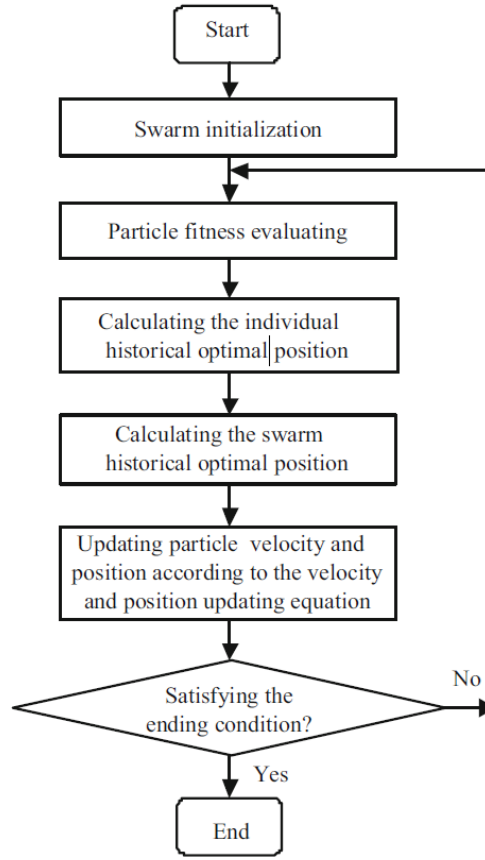 Start
Swarm initialization
Particle fitness evaluating
Calculating the individual
historical optimal position
Calculating the swarm
historical optimal position
Updating particle velocity and
position according to the velocity
and position updating equation
Satisfying the
ending condition?
No
Yes
End